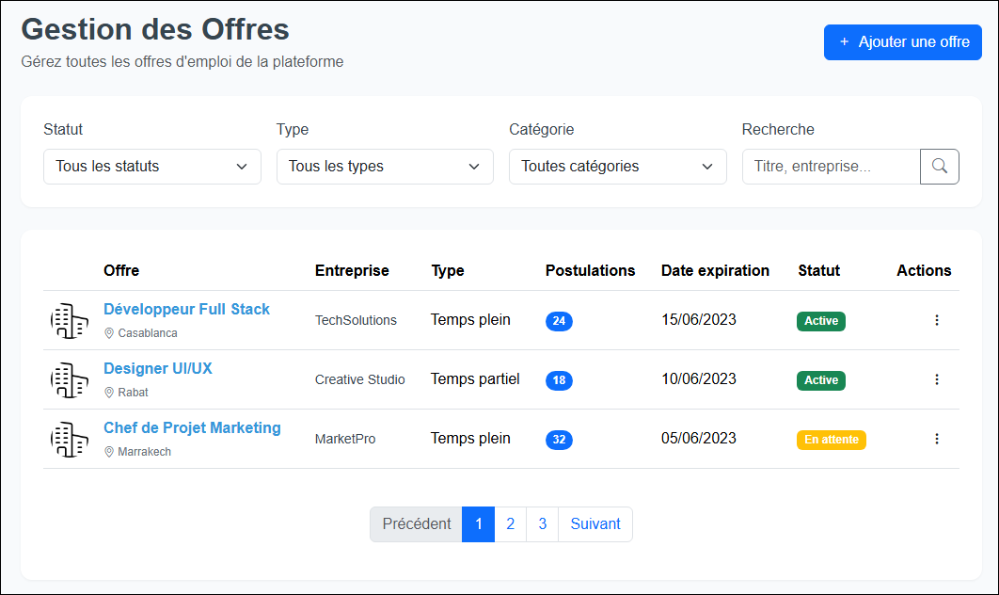 Gestion des Offres
Gérez toutes les offres d'emploi de la plateforme
+ Ajouter une offre
Statut Type Catégorie Recherche
Tous les statuts Tous les types Toutes catégories Titre, entreprise...
Offre Entreprise Type Postulations Date expiration Statut Actions
Développeur Full Stack
Casablanca
TechSolutions Temps plein 24 15/06/2023 Active
Designer UI/UX
Rabat
Creative Studio Temps partiel 18 10/06/2023 Active
Chef de Projet Marketing
Marrakech
MarketPro Temps plein 32 05/06/2023 En attente
Précédent 1 2 3 Suivant